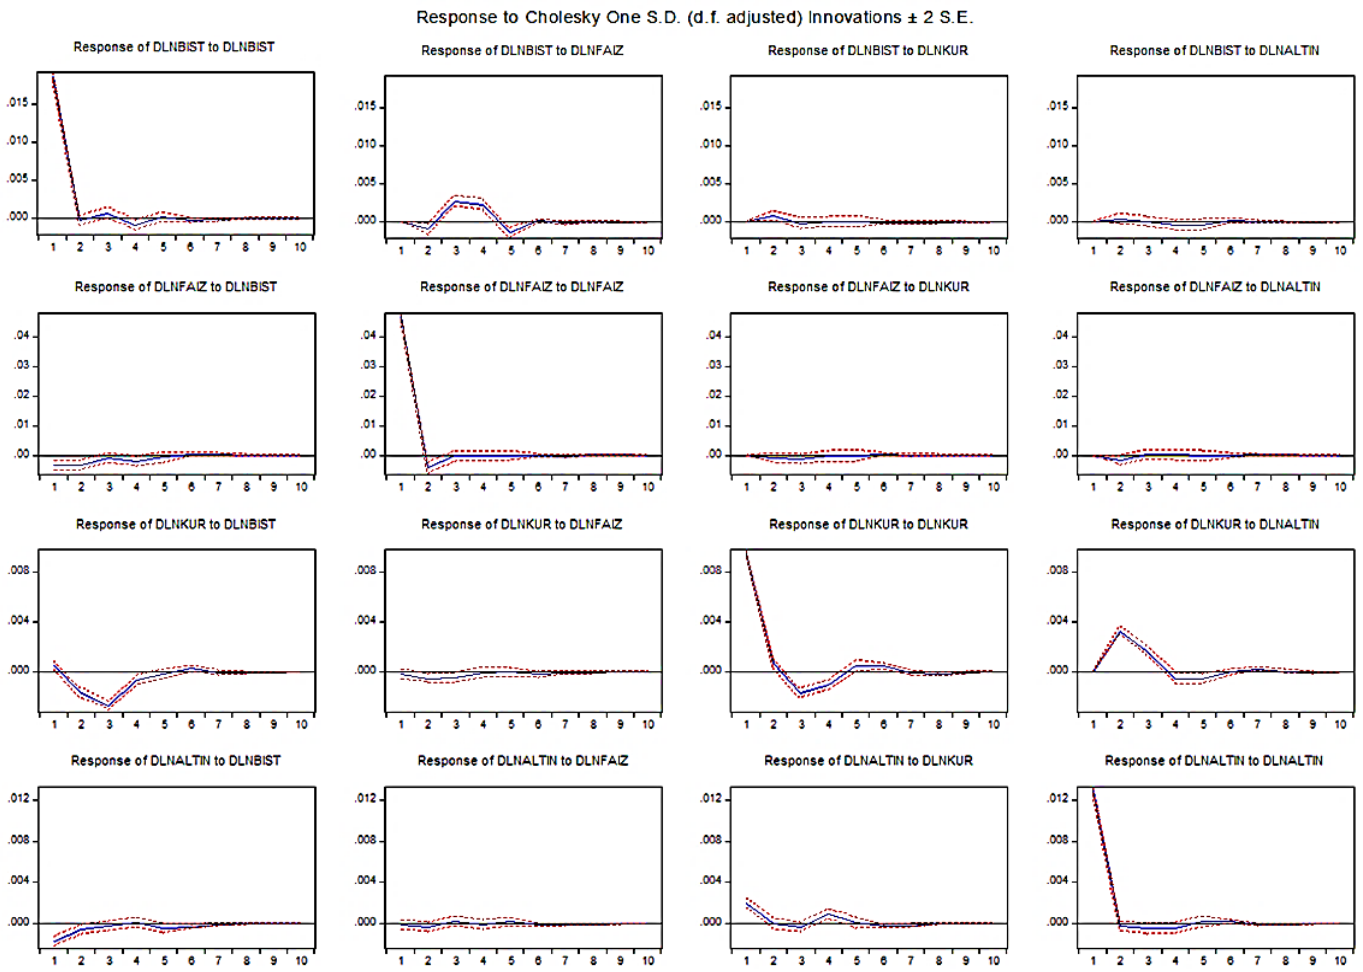 Response to Cholesky One S.D. (d.f. adjusted) Innovations ± 2 S.E.
Response of DLNBIST to DLNBIST
Response of DLNBIST to DLNFAIZ
Response of DLNBIST to DLNKUR
Response of DLNBIST to DLNALTIN
.015
.010
.005
.000
1 2 3 4 5 6 7 8 9 10
.015
.010
.005
.000
1 2 3 4 5 6 7 8 9 10
.015
.010
.005
.000
1 2 3 4 5 6 7 8 9 10
.015
.010
.005
.000
1 2 3 4 5 6 7 8 9 10
Response of DLNFAIZ to DLNBIST
Response of DLNFAIZ to DLNFAIZ
Response of DLNFAIZ to DLNKUR
Response of DLNFAIZ to DLNALTIN
.04
.03
.02
.01
.00
1 2 3 4 5 6 7 8 9 10
.04
.03
.02
.01
.00
1 2 3 4 5 6 7 8 9 10
.04
.03
.02
.01
.00
1 2 3 4 5 6 7 8 9 10
.04
.03
.02
.01
.00
1 2 3 4 5 6 7 8 9 10
Response of DLNKUR to DLNBIST
Response of DLNKUR to DLNFAIZ
Response of DLNKUR to DLNKUR
Response of DLNKUR to DLNALTIN
.008
.004
.000
1 2 3 4 5 6 7 8 9 10
.008
.004
.000
1 2 3 4 5 6 7 8 9 10
.008
.004
.000
1 2 3 4 5 6 7 8 9 10
.008
.004
.000
1 2 3 4 5 6 7 8 9 10
Response of DLNALTIN to DLNBIST
Response of DLNALTIN to DLNFAIZ
Response of DLNALTIN to DLNKUR
Response of DLNALTIN to DLNALTIN
.012
.008
.004
.000
1 2 3 4 5 6 7 8 9 10
.012
.008
.004
.000
1 2 3 4 5 6 7 8 9 10
.012
.008
.004
.000
1 2 3 4 5 6 7 8 9 10
.012
.008
.004
.000
1 2 3 4 5 6 7 8 9 10